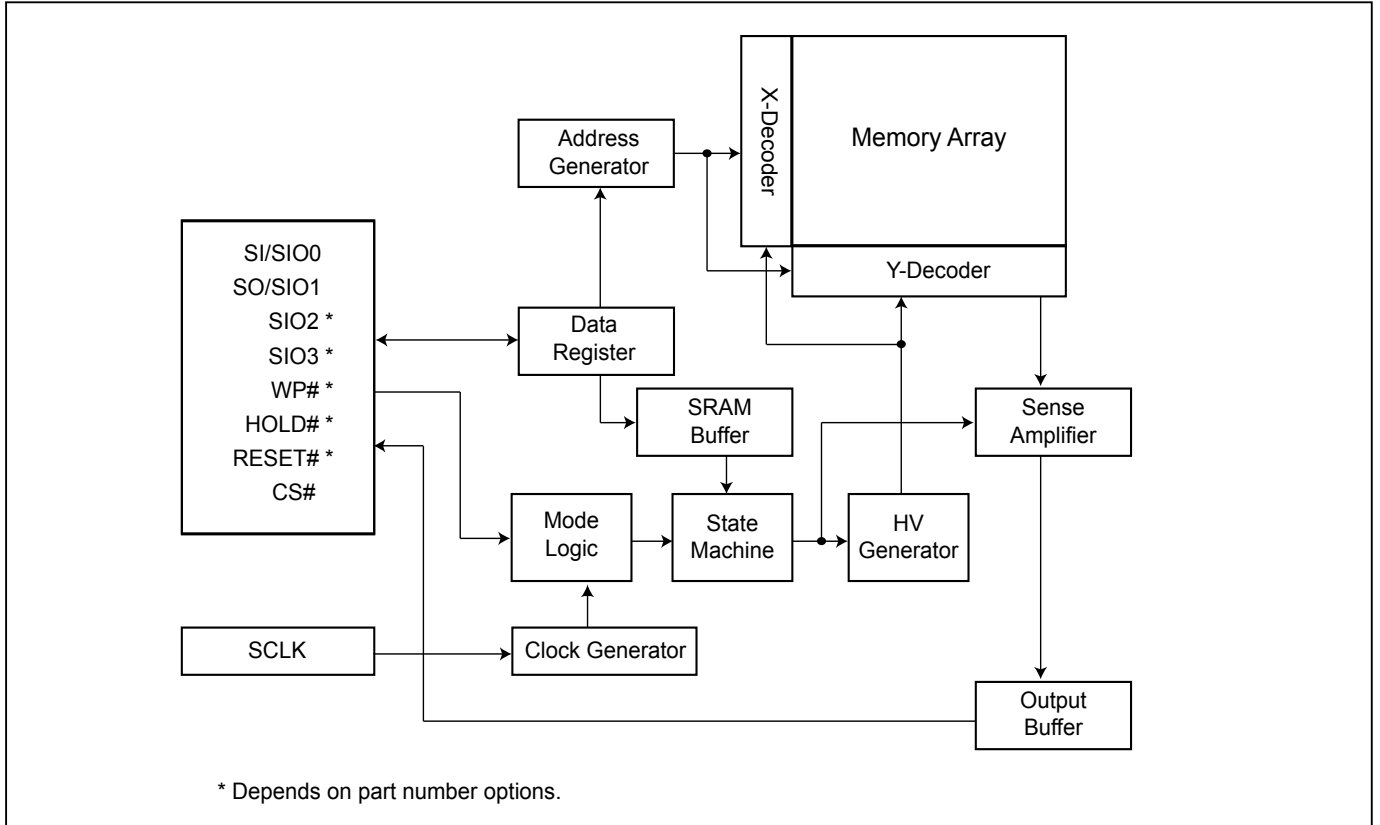 X-Decoder
Memory Array
Address
Generator
Y-Decoder
SI/SIO0
SO/SIO1
SIO2 *
SIO3 *
WP# *
HOLD# *
RESET# *
CS#
Data
Register
SRAM
Buffer
Sense
Amplifier
Mode
Logic
State
Machine
HV
Generator
SCLK
Clock Generator
Output
Buffer
* Depends on part number options.